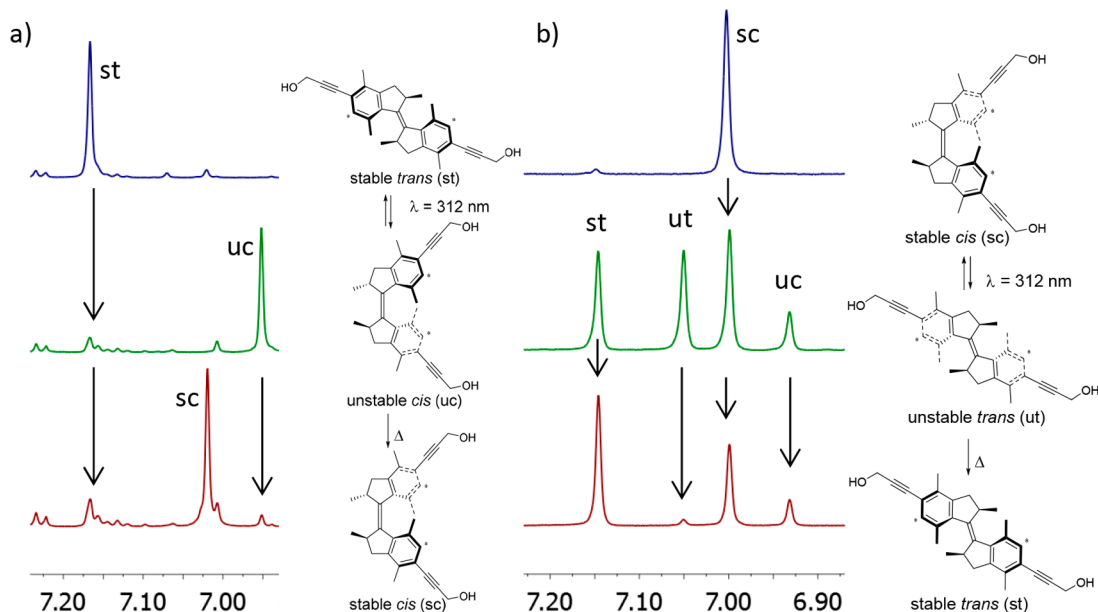 a)
st
HO
OH
stable trans (st)
λ = 312 nm
uc
OH
*
*
OH
unstable cis (uc)
Δ
sc
OH
*
*
OH
stable cis (sc)
7.20
7.10
7.00
b)
sc
OH
*
*
OH
stable cis (sc)
st
ut
uc
λ = 312 nm
HO
*
*
OH
unstable trans (ut)
Δ
HO
*
*
OH
stable trans (st)
7.20
7.10
7.00
6.90